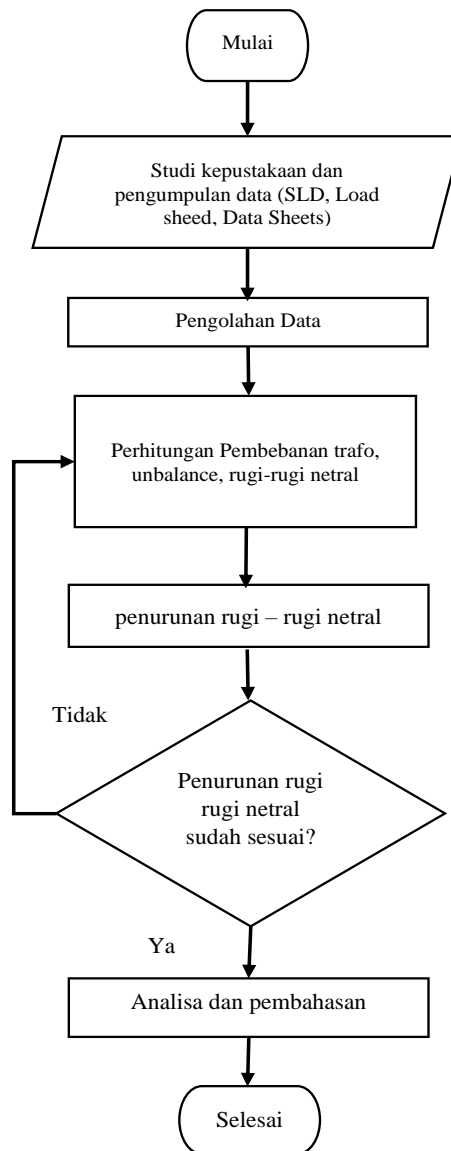 Mulai
Studi kepustakaan dan
pengumpulan data (SLD, Load
sheed, Data Sheets)
Pengolahan Data
Perhitungan Pembebanan trafo,
unbalance, rugi-rugi netral
penurunan rugi – rugi netral
Tidak
Penurunan rugi
rugi netral
sudah sesuai?
Ya
Analisa dan pembahasan
Selesai